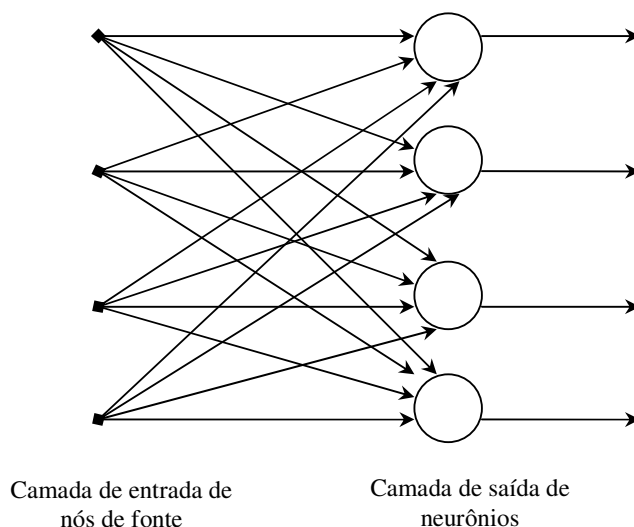 Camada de entrada de
nós de fonte
Camada de saída de
neurônios